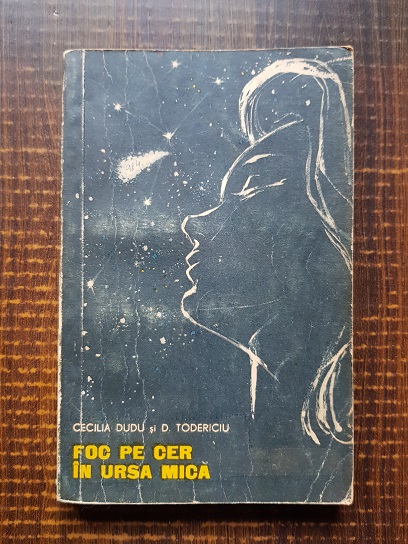 CECILIA DUDU și D. TODERICIU
FOC PE CER
ÎN URSA MICĂ